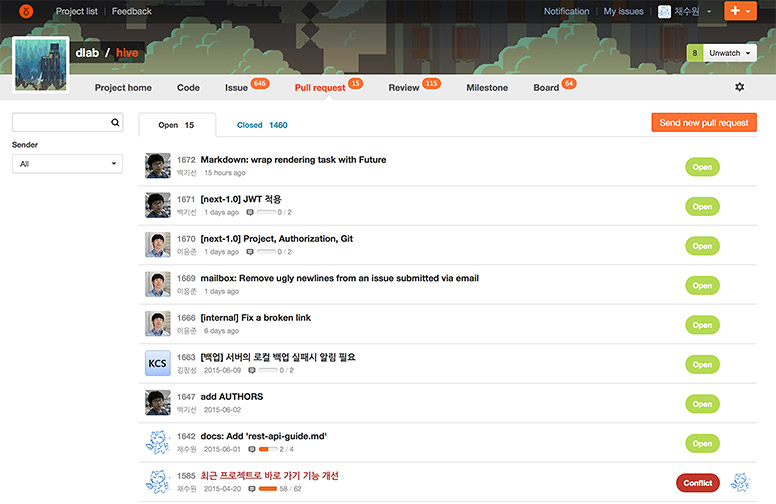 Project list Feedback Notification My issues 채수원
dlab / hive 8 Unwatch
Project home Code Issue 646 Pull request 15 Review 115 Milestone Board 64
Open 15 Closed 1460 Send new pull request
Sender
All
1672 Markdown: wrap rendering task with Future Open
백기선 15 hours ago
1671 [next-1.0] JWT 적용 Open
백기선 1 days ago 0 / 2
1670 [next-1.0] Project, Authorization, Git Open
이응준 1 days ago 0 / 2
1669 mailbox: Remove ugly newlines from an issue submitted via email Open
이응준 1 days ago
1666 [internal] Fix a broken link Open
이응준 6 days ago
KCS 1663 [백업] 서버의 로컬 백업 실패시 알림 필요 Open
김창성 2015-06-09 0 / 2
1647 add AUTHORS Open
백기선 2015-06-02
1642 docs: Add 'rest-api-guide.md' Open
채수원 2015-06-01 2 / 4
1585 최근 프로젝트로 바로 가기 기능 개선 Conflict
채수원 2015-04-20 58 / 62